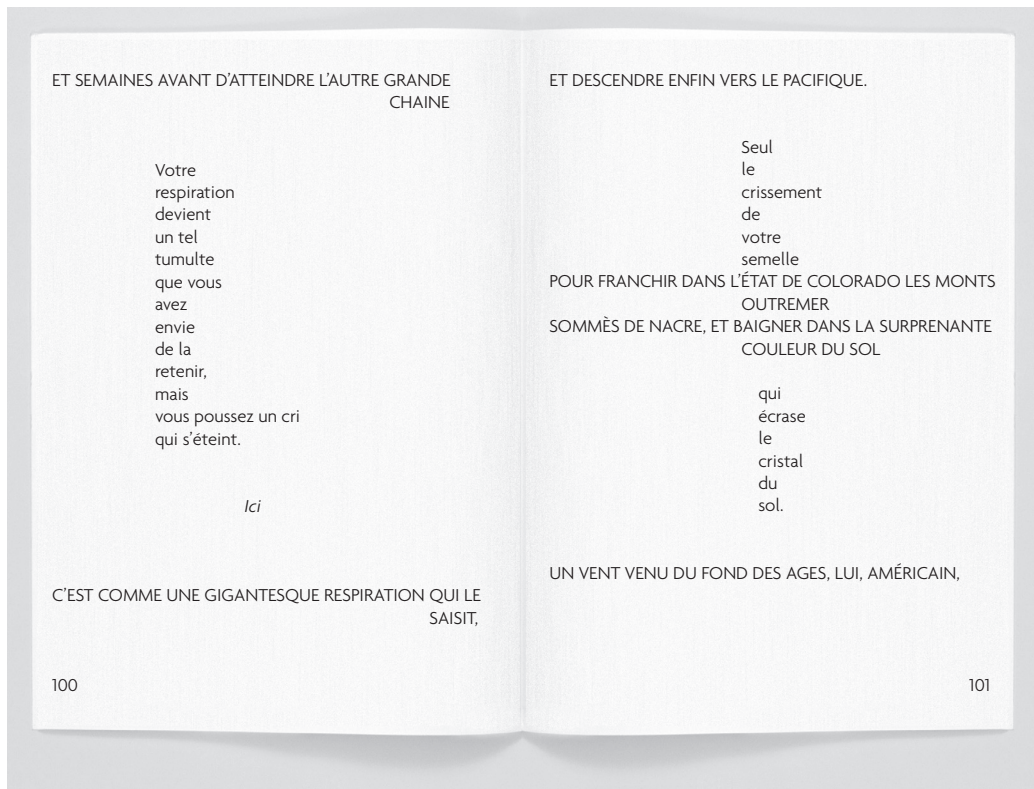 ET SEMAINES AVANT D’ATTEINDRE L’AUTRE GRANDE
CHAINE
Votre
respiration
devient
un tel
tumulte
que vous
avez
envie
de la
retenir,
mais
vous poussez un cri
qui s’éteint.
Ici
C’EST COMME UNE GIGANTESQUE RESPIRATION QUI LE
SAISIT,
100
ET DESCENDRE ENFIN VERS LE PACIFIQUE.
Seul
le
crissement
de
votre
semelle
POUR FRANCHIR DANS L’ÉTAT DE COLORADO LES MONTS
OUTREMER
SOMMÈS DE NACRE, ET BAIGNER DANS LA SURPRENANTE
COULEUR DU SOL
qui
écrase
le
cristal
du
sol.
UN VENT VENU DU FOND DES AGES, LUI, AMÉRICAIN,
101